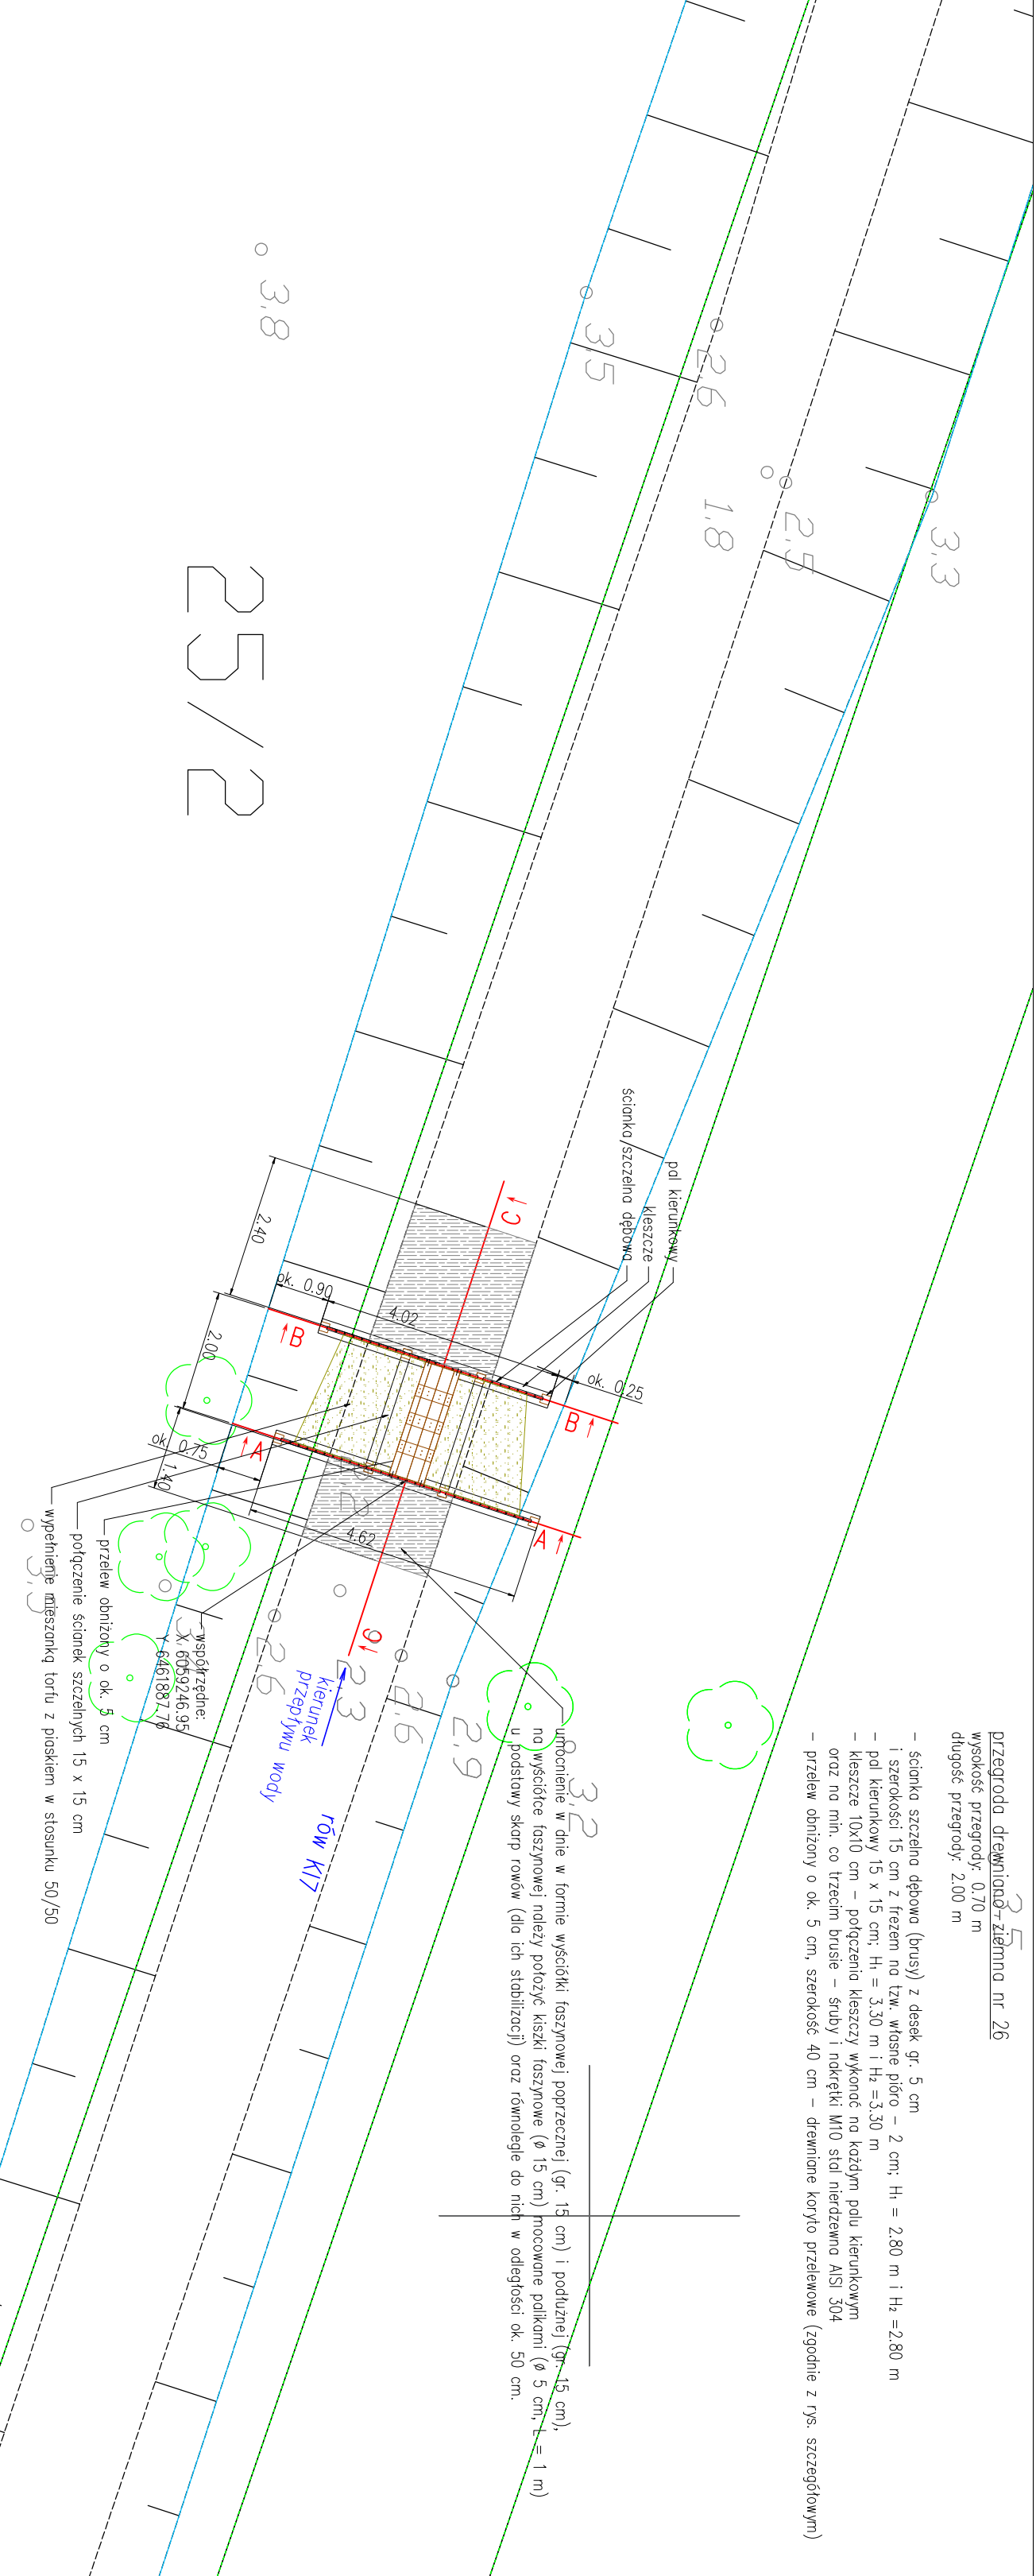 przegroda drewniano-ziemna nr 26
wysokość przegrody: 0.70 m
długość przegrody: 2.00 m
- ścianka szczelna dębowa (brusy) z desek gr. 5 cm
i szerokości 15 cm z frezem na tzw. własne pióro - 2 cm; H₁ = 2.80 m i H₂ =2.80 m
- pal kierunkowy 15 x 15 cm; H₁ = 3.30 m i H₂ =3.30 m
- kleszcze 10x10 cm - połączenia kleszczy wykonać na każdym palu kierunkowym
oraz na min. co trzecim brusie - śruby i nakrętki M10 stal nierdzewna AISI 304
- przelew obniżony o ok. 5 cm, szerokość 40 cm - drewniane koryto przelewowe (zgodnie z rys. szczegółowym)
3,5
3,3
2,5
1,8
2,6
3,5
3,8
25/2
pal kierunkowy
kleszcze
ścianka szczelna dębowa
C
B
B
A
A
2.40
ok. 0.90
4.02
ok. 0.25
2.00
ok. 0.75
1.40
4.62
umocnienie w dnie w formie wyściółki faszynowej poprzecznej (gr. 15 cm) i podłużnej (gr. 15 cm),
na wyściółce faszynowej należy położyć kiszki faszynowe (ø 15 cm) mocowane palikami (ø 5 cm, L = 1 m)
u podstawy skarp rowów (dla ich stabilizacji) oraz równolegle do nich w odległości ok. 50 cm.
3,2
2,9
2,6
2,3
2,6
kierunek
przepływu wody
rów K17
współrzędne:
X: 6059246.95
Y: 6461887.76
przelew obniżony o ok. 5 cm
połączenie ścianek szczelnych 15 x 15 cm
wypełnienie mieszanką torfu z piaskiem w stosunku 50/50